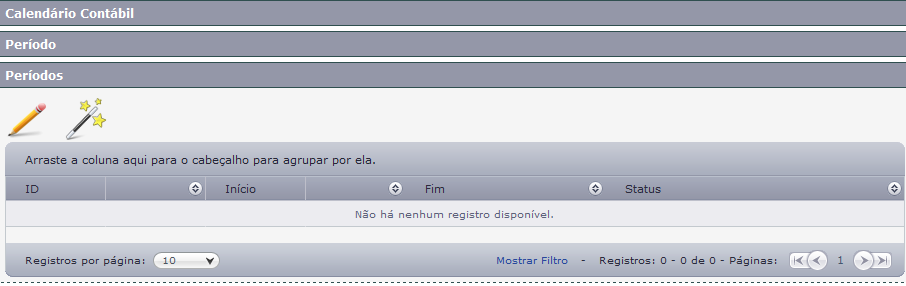 Calendário Contábil
Período
Períodos
Arraste a coluna aqui para o cabeçalho para agrupar por ela.
ID Início Fim Status
Não há nenhum registro disponível.
Registros por página: 10 Mostrar Filtro - Registros: 0 - 0 de 0 - Páginas: 1